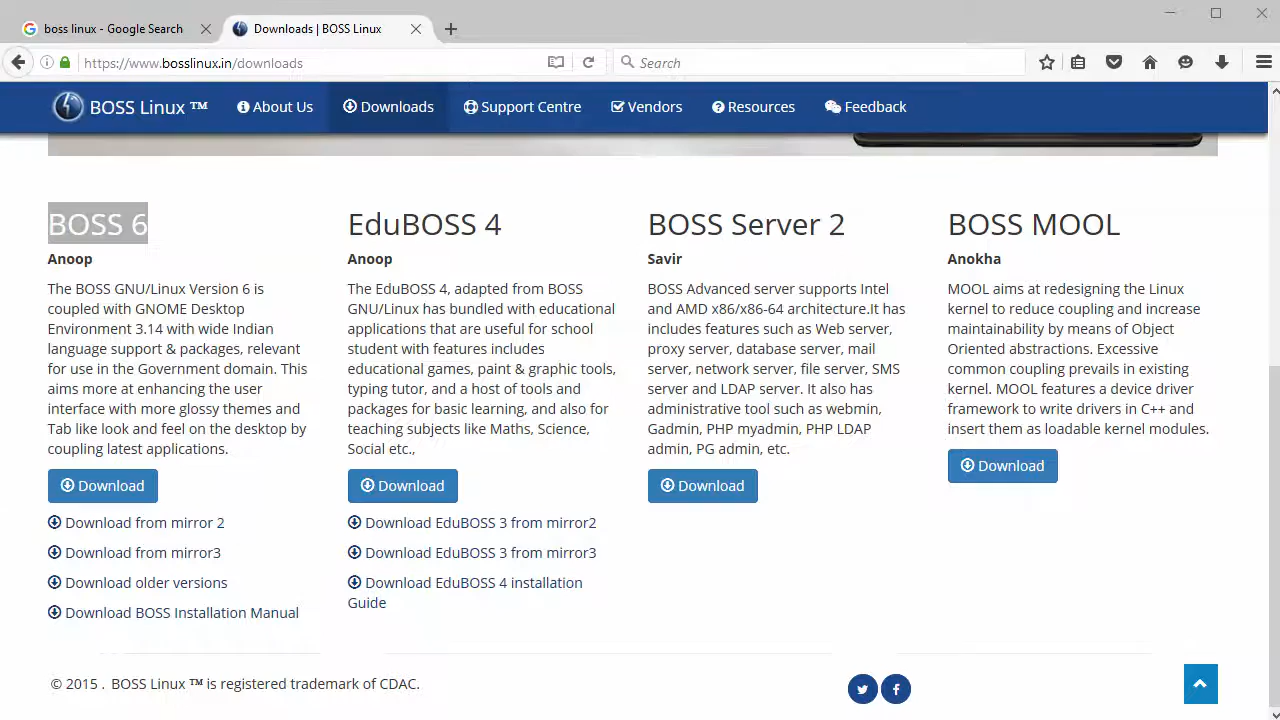 boss linux - Google Search
Downloads | BOSS Linux
https://www.bosslinux.in/downloads
Search
BOSS Linux ™
About Us
Downloads
Support Centre
Vendors
Resources
Feedback
BOSS 6
Anoop
The BOSS GNU/Linux Version 6 is
coupled with GNOME Desktop
Environment 3.14 with wide Indian
language support & packages, relevant
for use in the Government domain. This
aims more at enhancing the user
interface with more glossy themes and
Tab like look and feel on the desktop by
coupling latest applications.
Download
Download from mirror 2
Download from mirror3
Download older versions
Download BOSS Installation Manual
EduBOSS 4
Anoop
The EduBOSS 4, adapted from BOSS
GNU/Linux has bundled with educational
applications that are useful for school
student with features includes
educational games, paint & graphic tools,
typing tutor, and a host of tools and
packages for basic learning, and also for
teaching subjects like Maths, Science,
Social etc.,
Download
Download EduBOSS 3 from mirror2
Download EduBOSS 3 from mirror3
Download EduBOSS 4 installation
Guide
BOSS Server 2
Savir
BOSS Advanced server supports Intel
and AMD x86/x86-64 architecture.It has
includes features such as Web server,
proxy server, database server, mail
server, network server, file server, SMS
server and LDAP server. It also has
administrative tool such as webmin,
Gadmin, PHP myadmin, PHP LDAP
admin, PG admin, etc.
Download
BOSS MOOL
Anokha
MOOL aims at redesigning the Linux
kernel to reduce coupling and increase
maintainability by means of Object
Oriented abstractions. Excessive
common coupling prevails in existing
kernel. MOOL features a device driver
framework to write drivers in C++ and
insert them as loadable kernel modules.
Download
© 2015 . BOSS Linux ™ is registered trademark of CDAC.